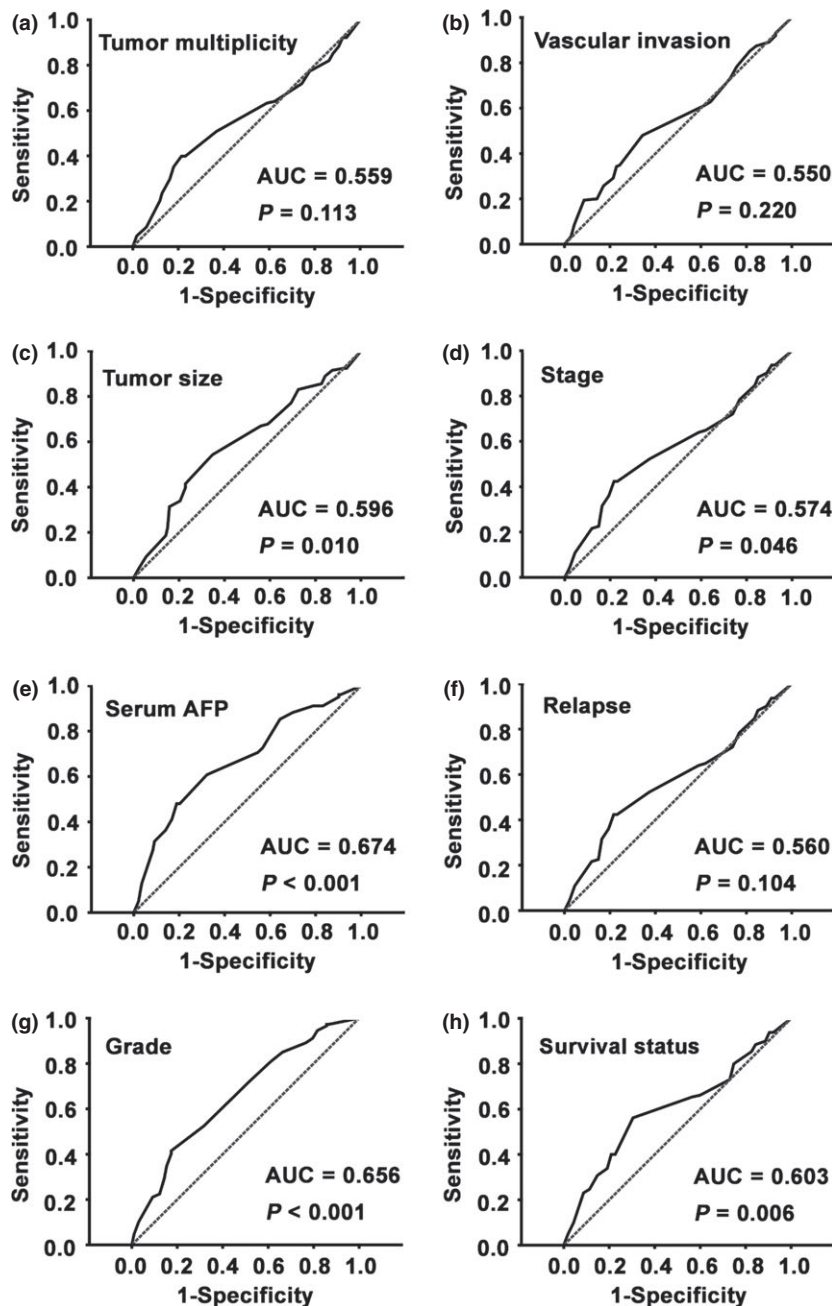 (a)
Tumor multiplicity
1.0
0.8
0.6
0.4
0.2
0.0
Sensitivity
AUC = 0.559
P = 0.113
0.0 0.2 0.4 0.6 0.8 1.0
1-Specificity
(b)
Vascular invasion
1.0
0.8
0.6
0.4
0.2
0.0
Sensitivity
AUC = 0.550
P = 0.220
0.0 0.2 0.4 0.6 0.8 1.0
1-Specificity
(c)
Tumor size
1.0
0.8
0.6
0.4
0.2
0.0
Sensitivity
AUC = 0.596
P = 0.010
0.0 0.2 0.4 0.6 0.8 1.0
1-Specificity
(d)
Stage
1.0
0.8
0.6
0.4
0.2
0.0
Sensitivity
AUC = 0.574
P = 0.046
0.0 0.2 0.4 0.6 0.8 1.0
1-Specificity
(e)
Serum AFP
1.0
0.8
0.6
0.4
0.2
0.0
Sensitivity
AUC = 0.674
P < 0.001
0.0 0.2 0.4 0.6 0.8 1.0
1-Specificity
(f)
Relapse
1.0
0.8
0.6
0.4
0.2
0.0
Sensitivity
AUC = 0.560
P = 0.104
0.0 0.2 0.4 0.6 0.8 1.0
1-Specificity
(g)
Grade
1.0
0.8
0.6
0.4
0.2
0.0
Sensitivity
AUC = 0.656
P < 0.001
0.0 0.2 0.4 0.6 0.8 1.0
1-Specificity
(h)
Survival status
1.0
0.8
0.6
0.4
0.2
0.0
Sensitivity
AUC = 0.603
P = 0.006
0.0 0.2 0.4 0.6 0.8 1.0
1-Specificity